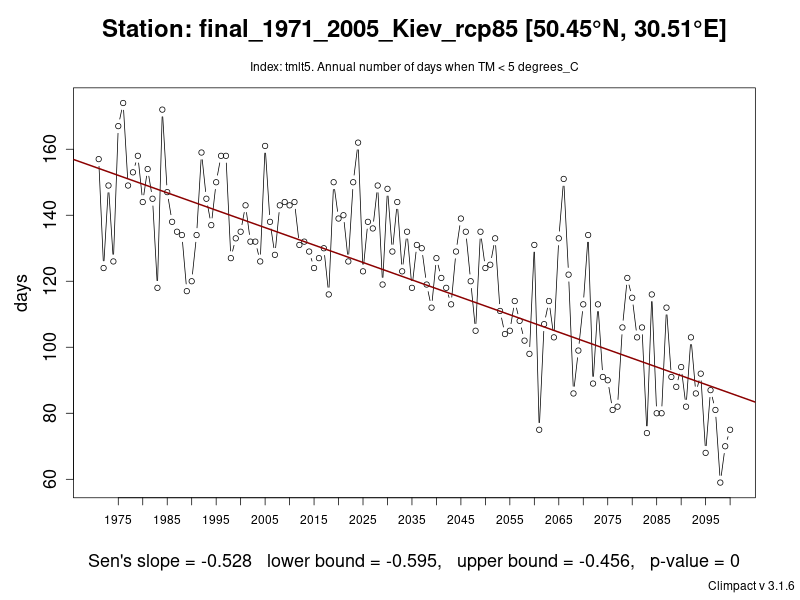 Station: final_1971_2005_Kiev_rcp85 [50.45°N, 30.51°E]
Index: tmlt5. Annual number of days when TM < 5 degrees_C
days
160
140
120
100
80
60
1975 1985 1995 2005 2015 2025 2035 2045 2055 2065 2075 2085 2095
Sen's slope = -0.528 lower bound = -0.595, upper bound = -0.456, p-value = 0
Climpact v 3.1.6